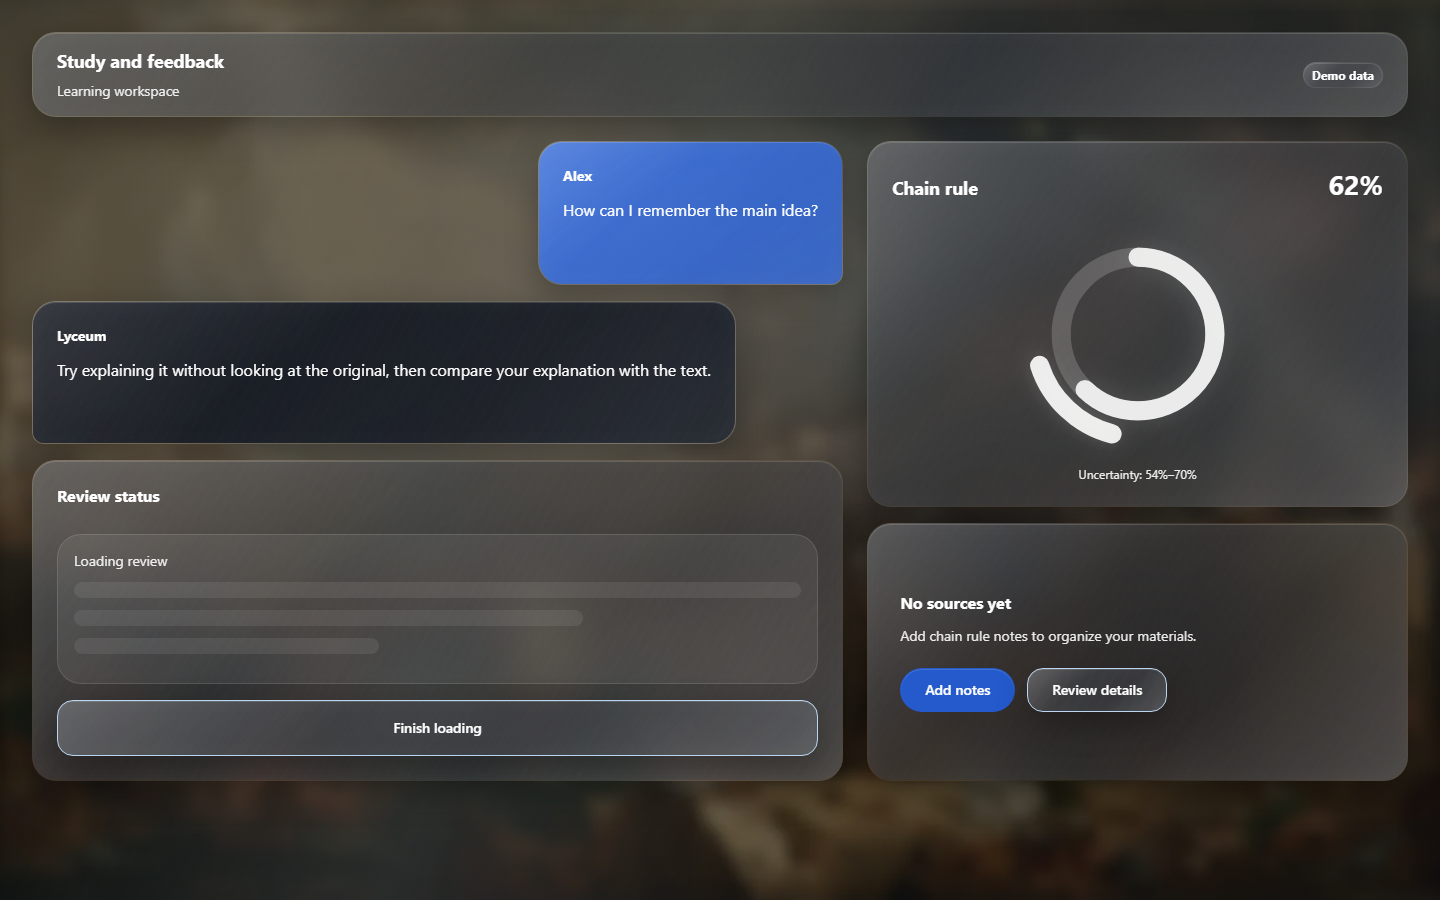 Study and feedback
Learning workspace
Demo data
Alex
How can I remember the main idea?
Lyceum
Try explaining it without looking at the original, then compare your explanation with the text.
Review status
Loading review
Finish loading
Chain rule
62%
Uncertainty: 54%–70%
No sources yet
Add chain rule notes to organize your materials.
Add notes
Review details